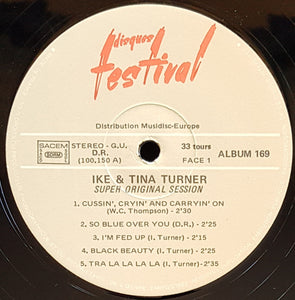 disques
festival
Distribution Musidisc-Europe
SACEM
SDRM
STEREO - G.U.
D.R.
(100,150 A)
33 tours
FACE 1
ALBUM 169
IKE & TINA TURNER
SUPER ORIGINAL SESSION
1. CUSSIN', CRYIN' AND CARRYIN' ON
(W.C. Thompson) - 2'30
2. SO BLUE OVER YOU (D.R.) - 2'25
3. I'M FED UP (I. Turner) - 2'15
4. BLACK BEAUTY (I. Turner) - 2'25
5. TRA LA LA LA LA (I. Turner) - 2'35